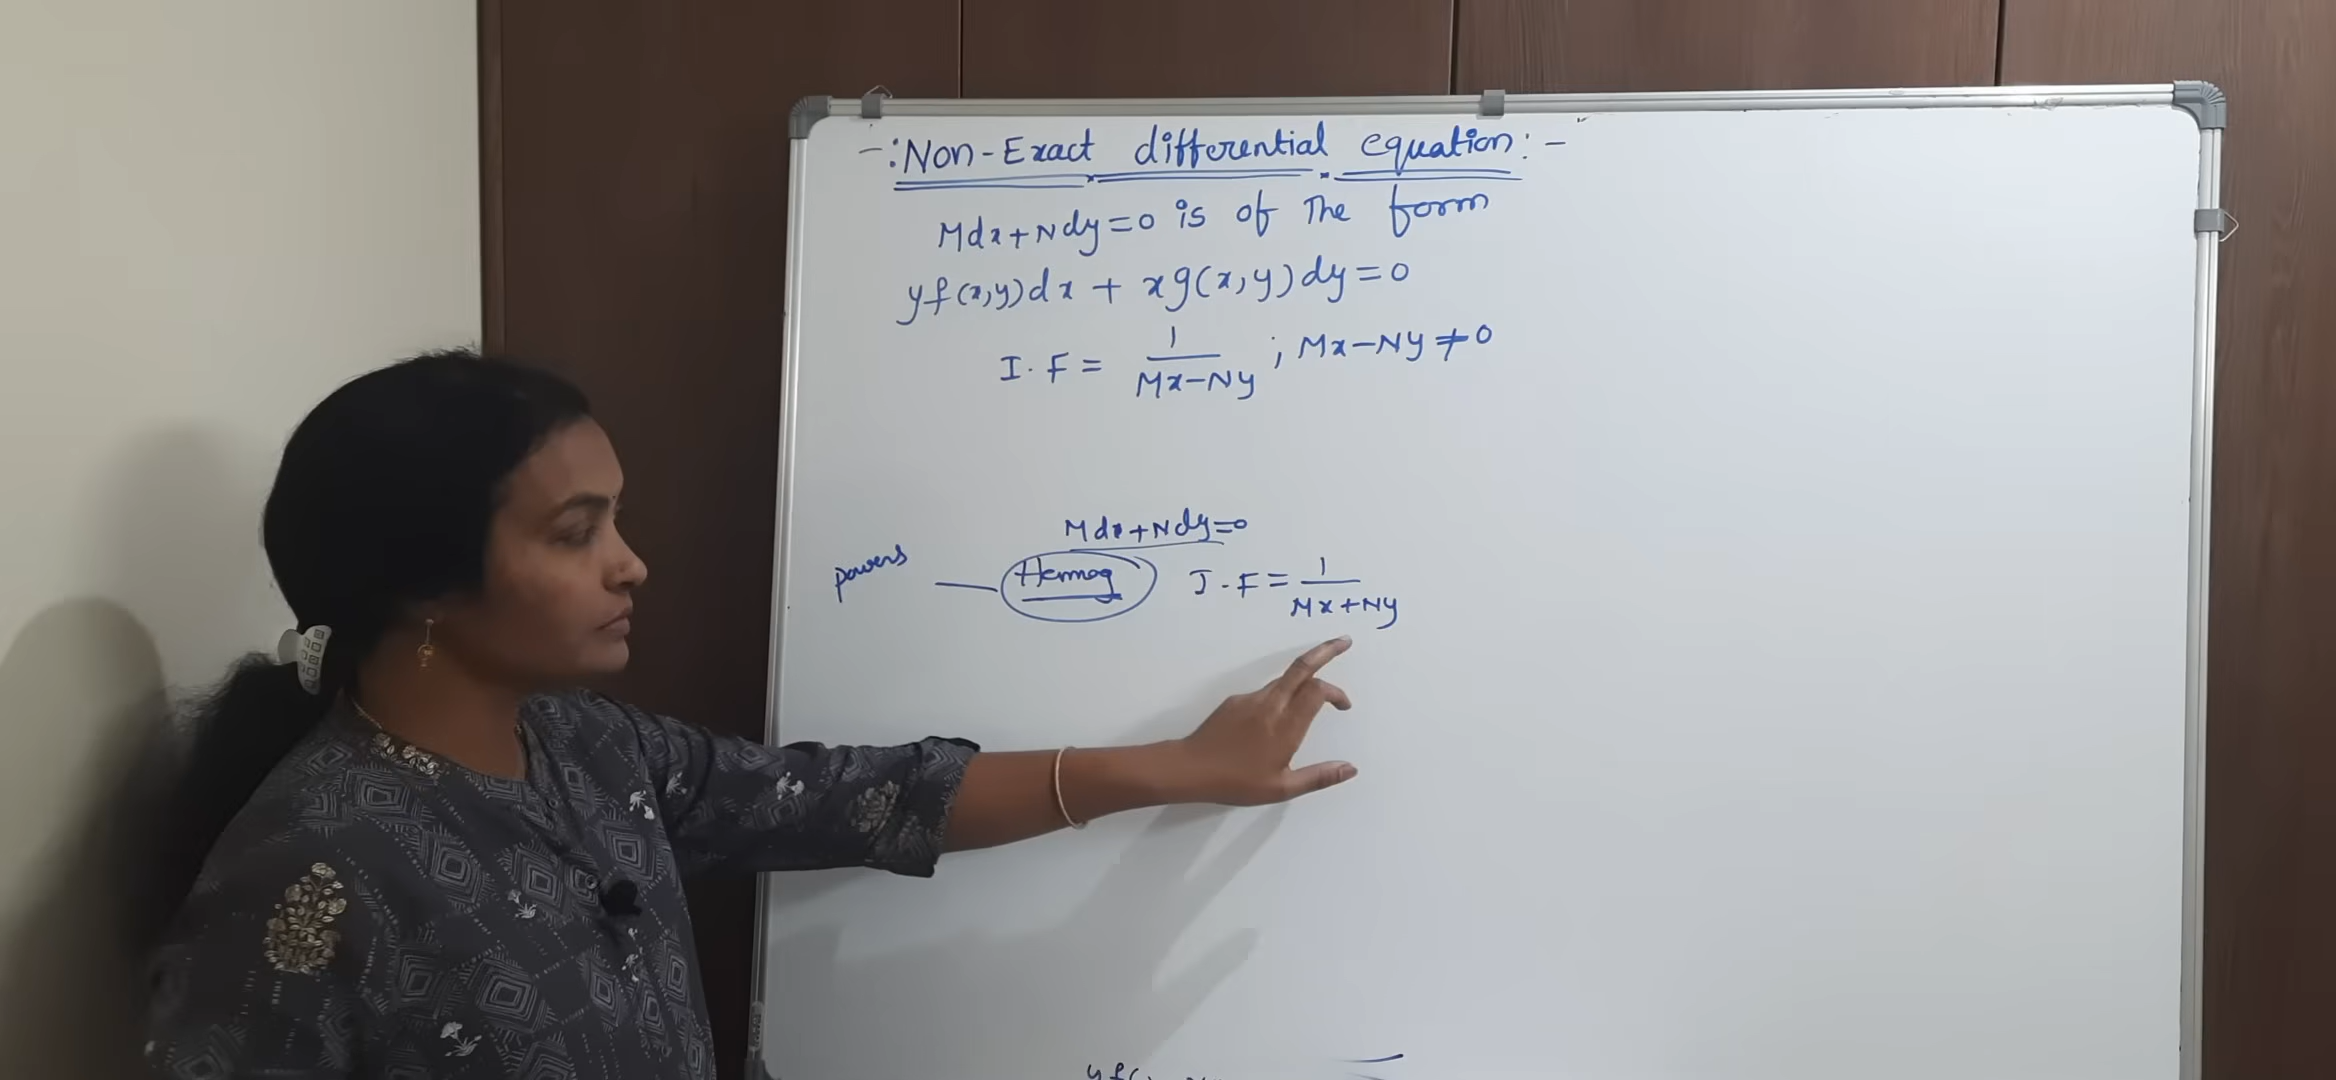 -:Non-Exact differential equation:-
Mdx+Ndy=0 is of The form
yf(x,y)dx + xg(x,y)dy=0
I.F = 1/(Mx-Ny) ; Mx-Ny≠0
Mdx+Ndy=0
powers — Homog I.F = 1/(Mx+Ny)